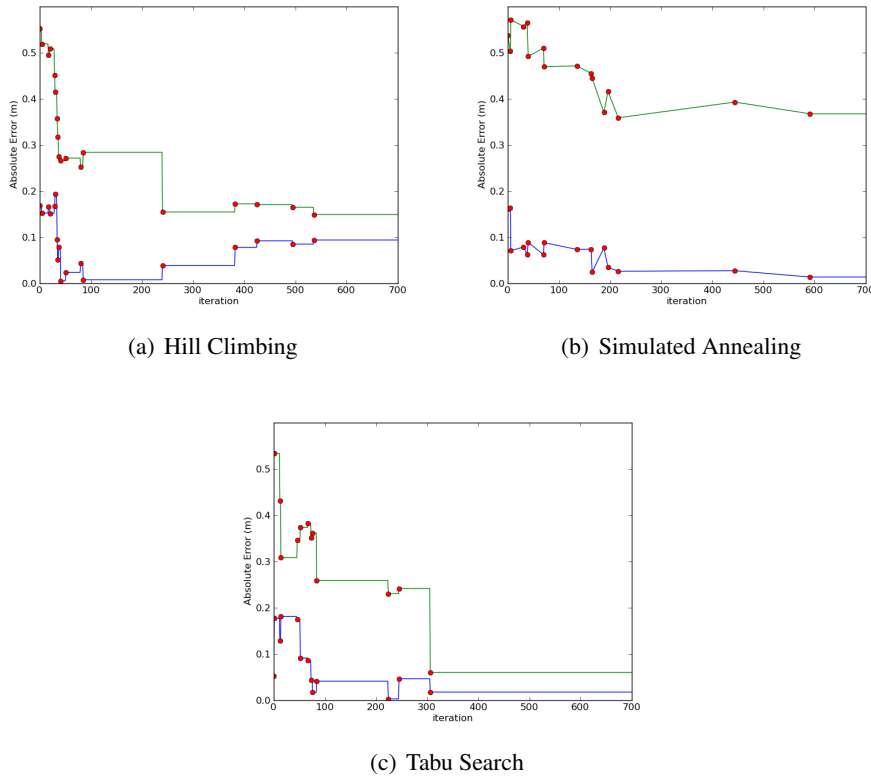 0.5
0.4
0.3
0.2
0.1
0.0
Absolute Error (m)
0 100 200 300 400 500 600 700
iteration
(a) Hill Climbing
0.5
0.4
0.3
0.2
0.1
0.0
Absolute Error (m)
0 100 200 300 400 500 600 700
iteration
(b) Simulated Annealing
0.5
0.4
0.3
0.2
0.1
0.0
Absolute Error (m)
0 100 200 300 400 500 600 700
iteration
(c) Tabu Search